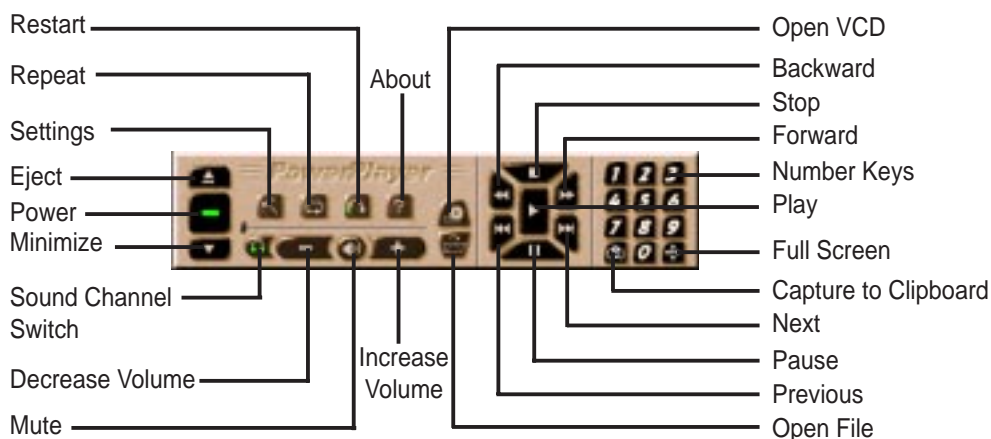 Restart
Repeat
Settings
Eject
Power
Minimize
Sound Channel
Switch
Decrease Volume
Mute
About
PowerPlayer
1 2 3
4 5 6
7 8 9
0
Increase
Volume
Open VCD
Backward
Stop
Forward
Number Keys
Play
Full Screen
Capture to Clipboard
Next
Pause
Previous
Open File